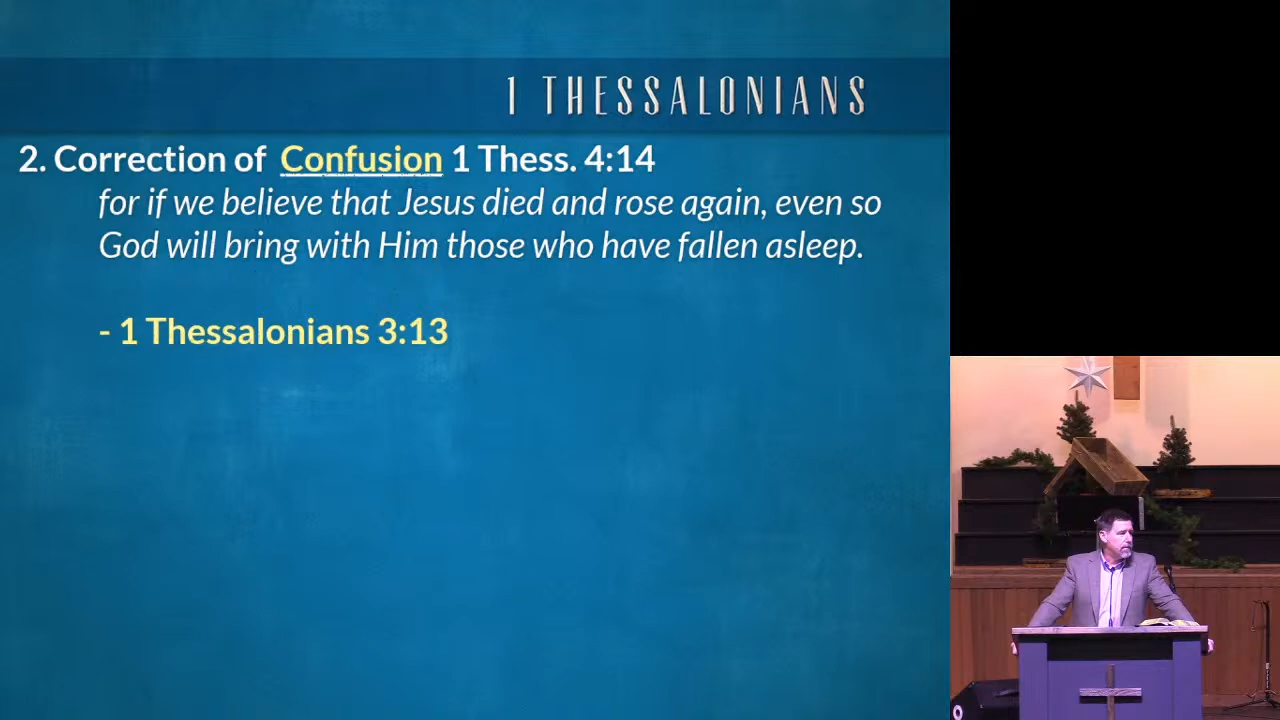 1 THESSALONIANS
2. Correction of Confusion 1 Thess. 4:14
for if we believe that Jesus died and rose again, even so
God will bring with Him those who have fallen asleep.
- 1 Thessalonians 3:13